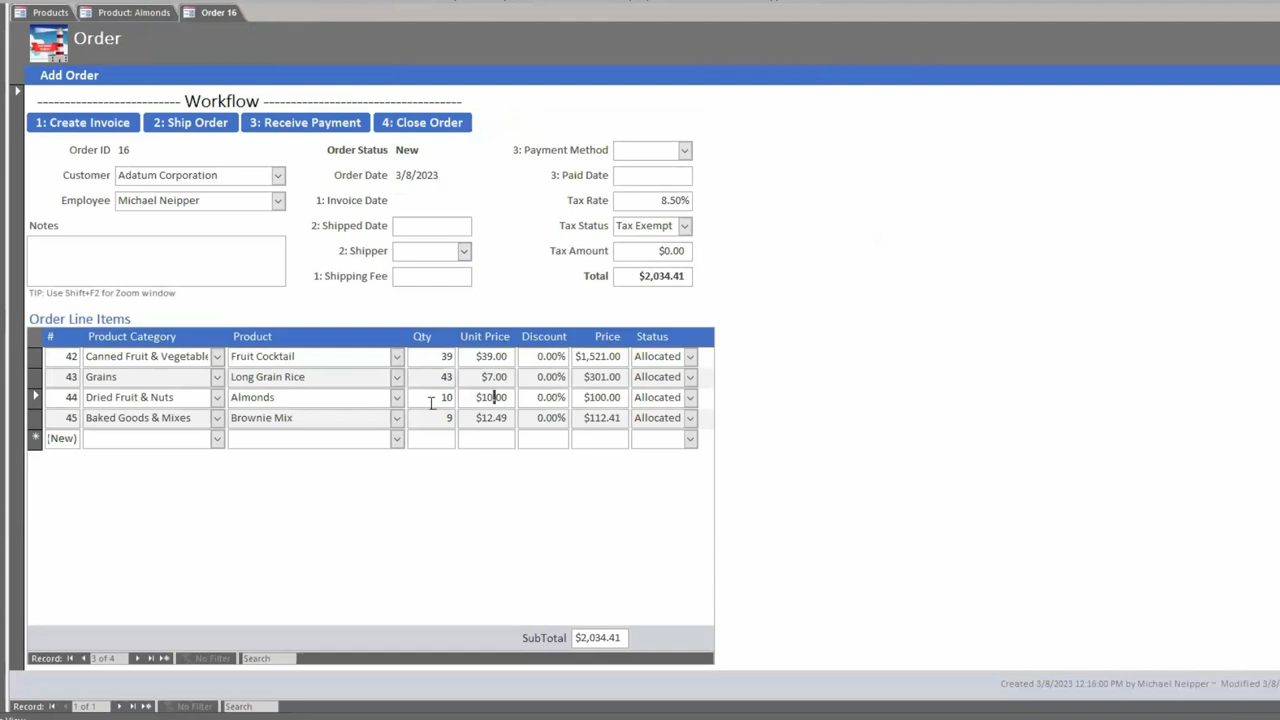 Products Product: Almonds Order 16
Order
Add Order
-------------------------- Workflow -----------------------------------
1: Create Invoice 2: Ship Order 3: Receive Payment 4: Close Order
Order ID 16 Order Status New 3: Payment Method
Customer Adatum Corporation Order Date 3/8/2023 3: Paid Date
Employee Michael Neipper 1: Invoice Date Tax Rate 8.50%
Notes 2: Shipped Date Tax Status Tax Exempt
2: Shipper Tax Amount $0.00
1: Shipping Fee Total $2,034.41
TIP: Use Shift+F2 for Zoom window
Order Line Items
# Product Category Product Qty Unit Price Discount Price Status
42 Canned Fruit & Vegetable Fruit Cocktail 39 $39.00 0.00% $1,521.00 Allocated
43 Grains Long Grain Rice 43 $7.00 0.00% $301.00 Allocated
44 Dried Fruit & Nuts Almonds 10 $10.00 0.00% $100.00 Allocated
45 Baked Goods & Mixes Brownie Mix 9 $12.49 0.00% $112.41 Allocated
* (New)
SubTotal $2,034.41
Record: 3 of 4 No Filter Search
Created 3/8/2023 12:16:00 PM by Michael Neipper ~ Modified 3/8/
Record: 1 of 1 No Filter Search